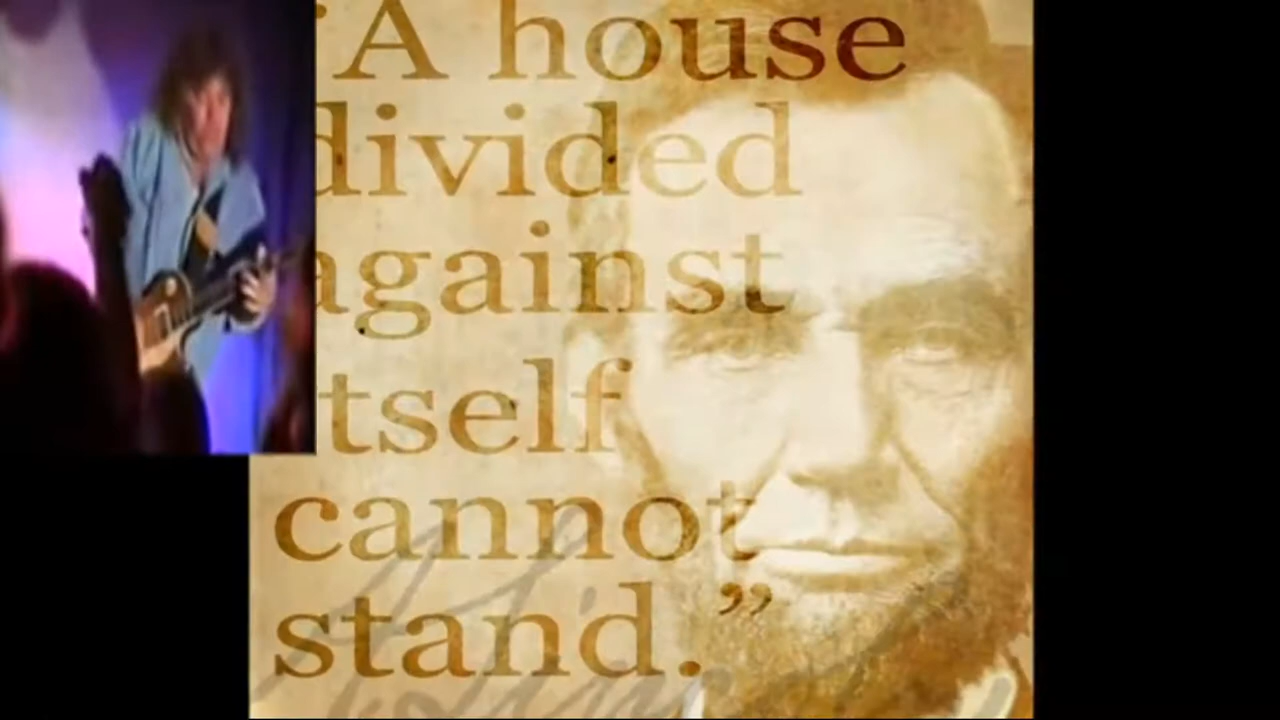 “A house
divided
against
itself
cannot
stand.”